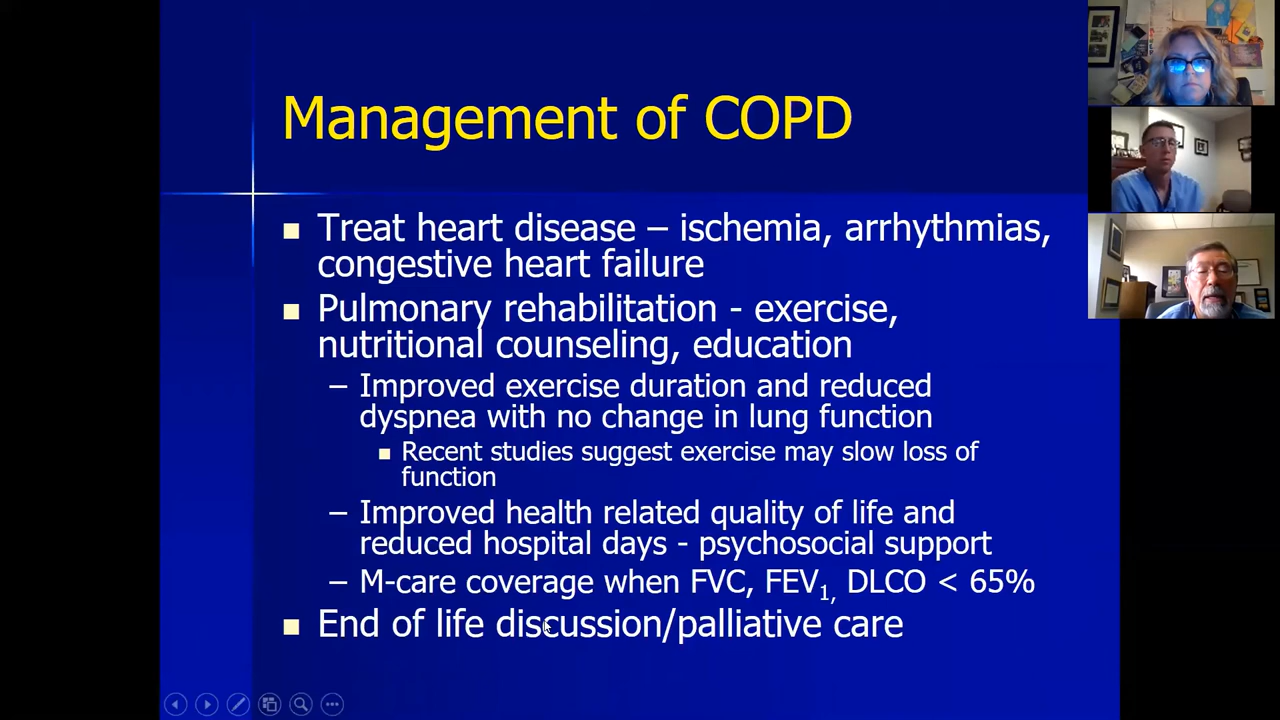 Management of COPD
Treat heart disease – ischemia, arrhythmias,
congestive heart failure
Pulmonary rehabilitation - exercise,
nutritional counseling, education
– Improved exercise duration and reduced
dyspnea with no change in lung function
Recent studies suggest exercise may slow loss of
function
– Improved health related quality of life and
reduced hospital days - psychosocial support
– M-care coverage when FVC, FEV1, DLCO < 65%
End of life discussion/palliative care